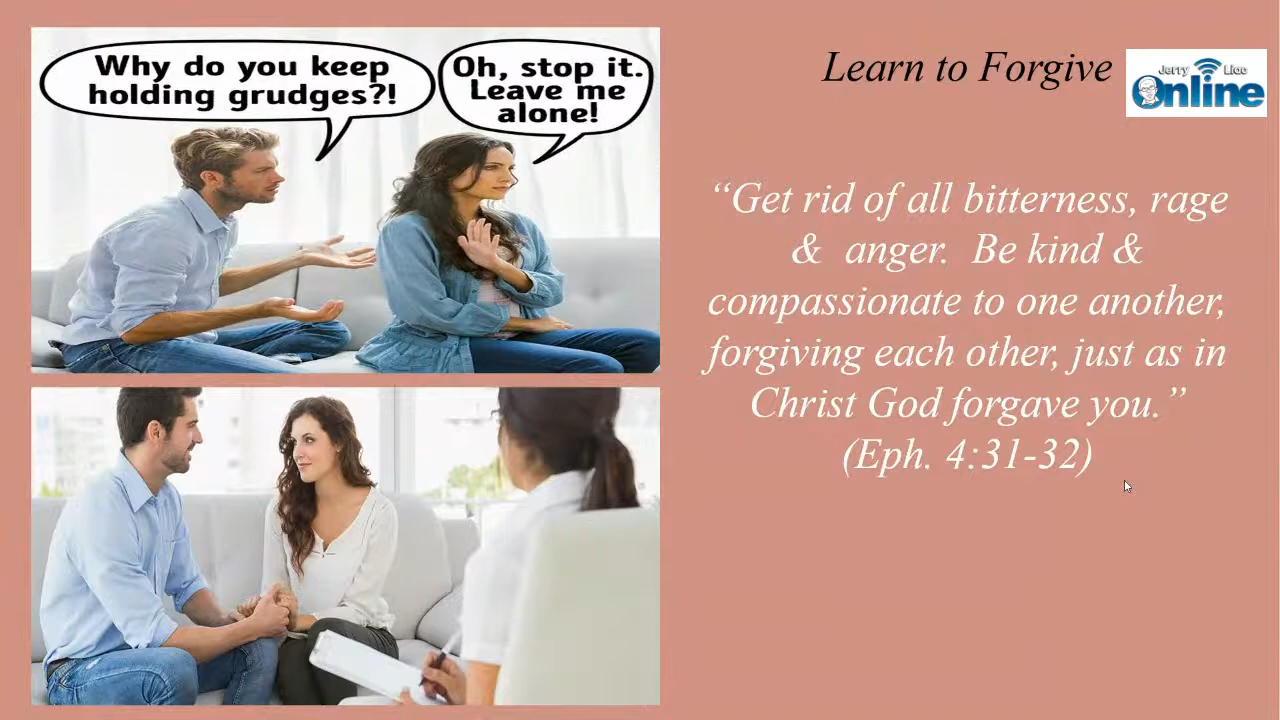 Why do you keep
holding grudges?!
Oh, stop it.
Leave me
alone!
Learn to Forgive
Jerry Liao
Online
“Get rid of all bitterness, rage
&  anger.  Be kind &
compassionate to one another,
forgiving each other, just as in
Christ God forgave you.”
(Eph. 4:31-32)